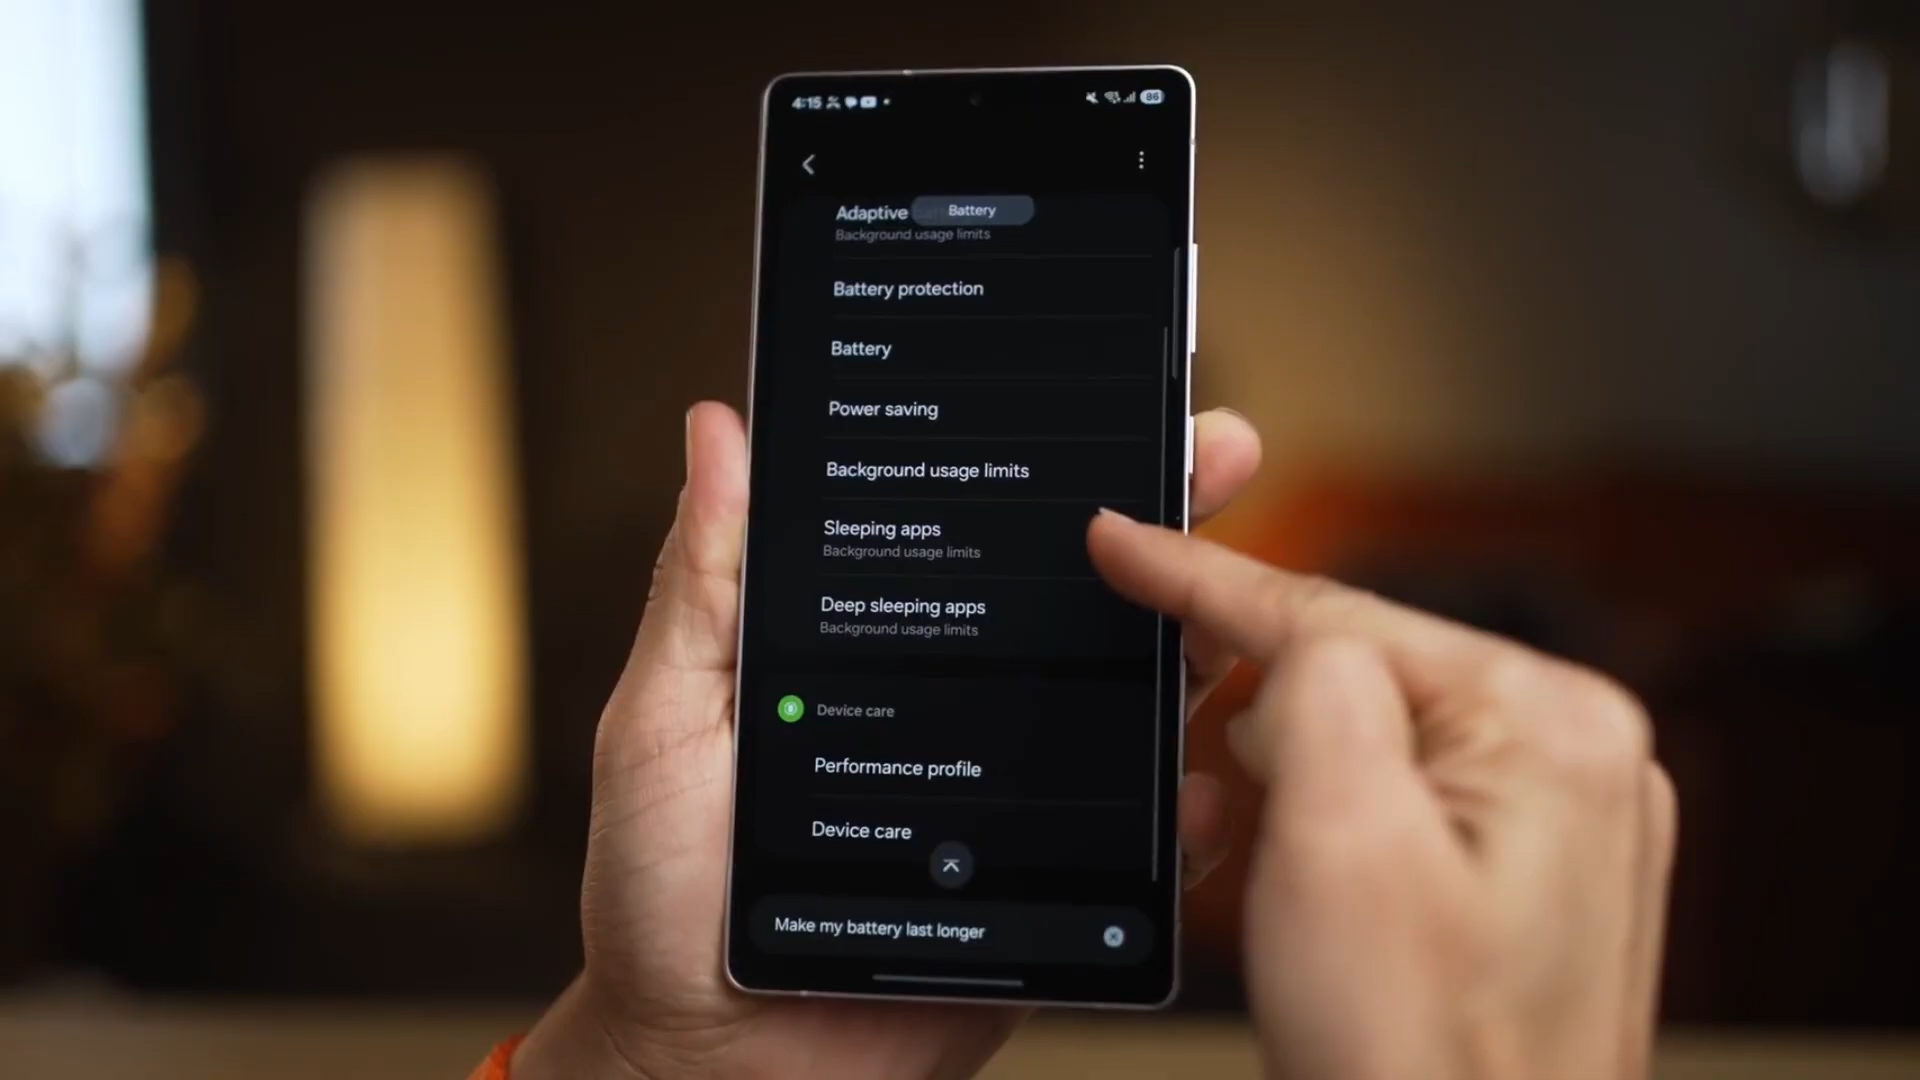 4:15
86
Battery
Adaptive
Background usage limits
Battery protection
Battery
Power saving
Background usage limits
Sleeping apps
Background usage limits
Deep sleeping apps
Background usage limits
Device care
Performance profile
Device care
Make my battery last longer